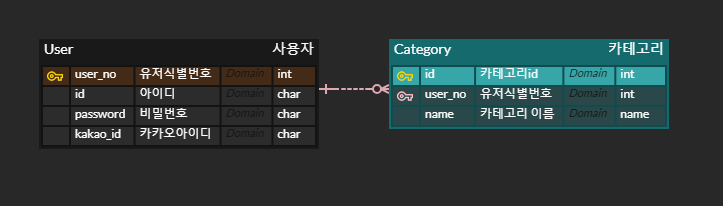 User 사용자
user_no 유저식별번호 Domain int
id 아이디 Domain char
password 비밀번호 Domain char
kakao_id 카카오아이디 Domain char
Category 카테고리
id 카테고리id Domain int
user_no 유저식별번호 Domain int
name 카테고리 이름 Domain name